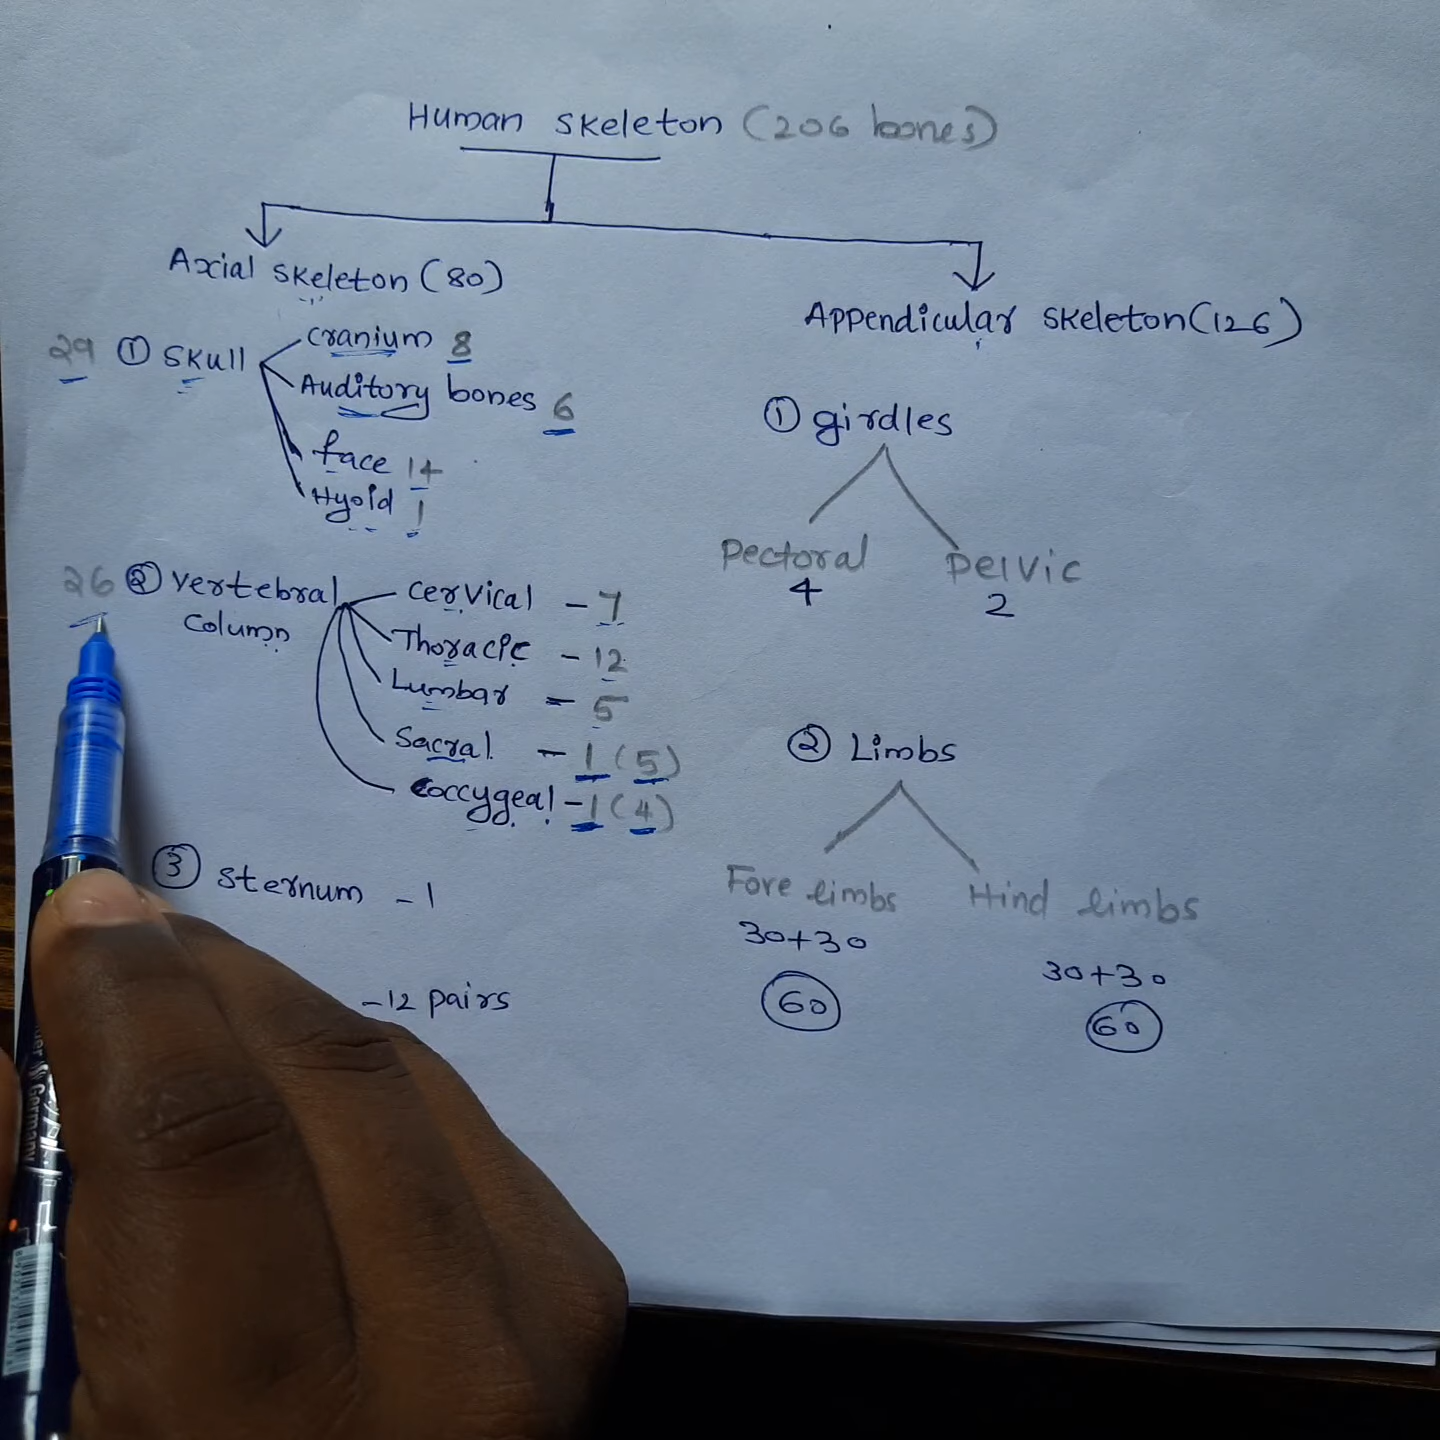 Human skeleton (206 bones)
Axial skeleton (80)
29 ① Skull
Cranium 8
Auditory bones 6
face 14
Hyoid 1
26 ② Vertebral column
Cervical - 7
Thoracic - 12
Lumbar - 5
Sacral - 1 (5)
Coccygeal - 1 (4)
③ Sternum - 1
- 12 pairs
Appendicular skeleton (126)
① girdles
Pectoral 4
Pelvic 2
② Limbs
Fore limbs
30+30
60
Hind limbs
30+30
60
Germany